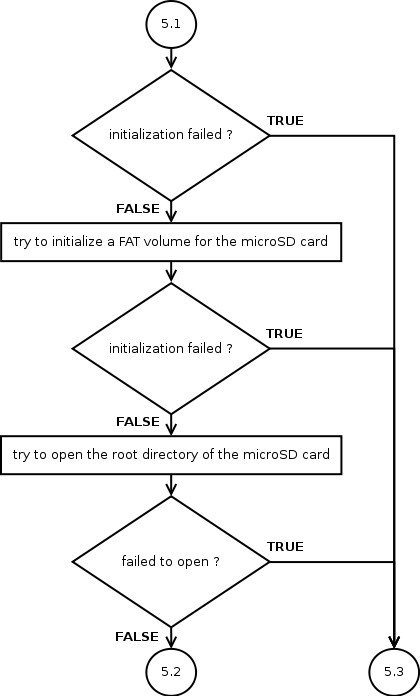 5.1
initialization failed ?
TRUE
FALSE
try to initialize a FAT volume for the microSD card
initialization failed ?
TRUE
FALSE
try to open the root directory of the microSD card
failed to open ?
TRUE
FALSE
5.2
5.3